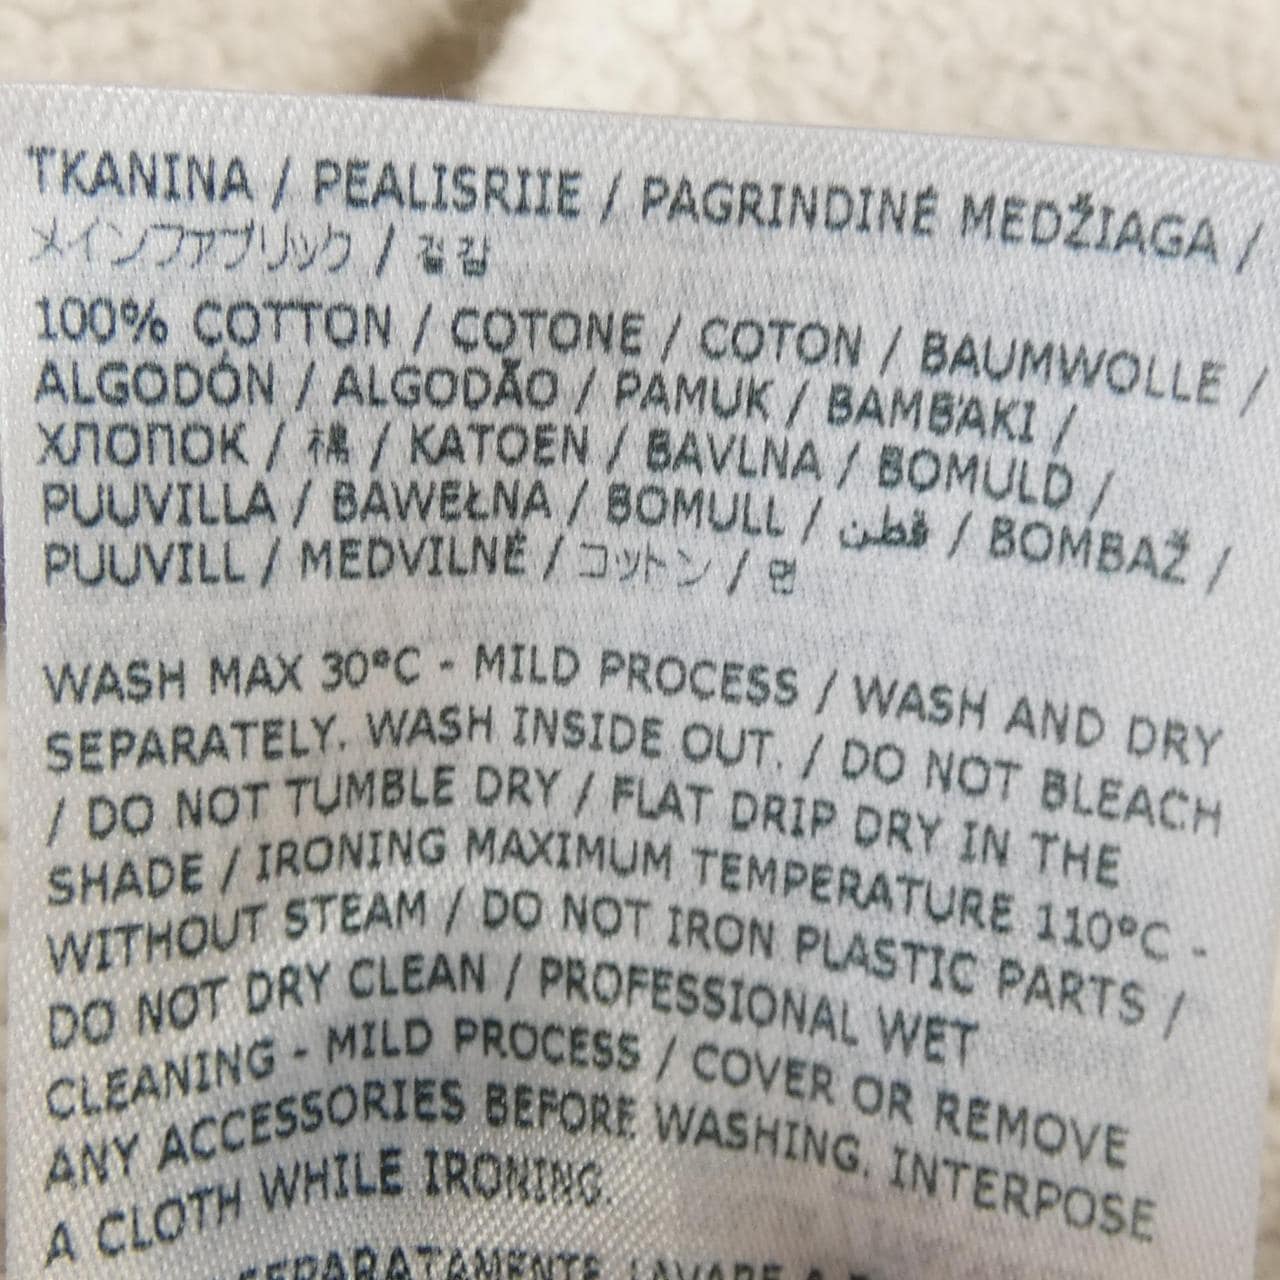 TKANINA / PEALISRIIE / PAGRINDINĖ MEDŽIAGA /
メインファブリック / 겉감
100% COTTON / COTONE / COTON / BAUMWOLLE /
ALGODÓN / ALGODÃO / PAMUK / BAMBAKI /
ХЛОПОК / 棉 / KATOEN / BAVLNA / BOMULD /
PUUVILLA / BAWEŁNA / BOMULL / قطن / BOMBAŽ /
PUUVILL / MEDVILNĖ / コットン / 면
WASH MAX 30°C - MILD PROCESS / WASH AND DRY
SEPARATELY. WASH INSIDE OUT. / DO NOT BLEACH
/ DO NOT TUMBLE DRY / FLAT DRIP DRY IN THE
SHADE / IRONING MAXIMUM TEMPERATURE 110°C -
WITHOUT STEAM / DO NOT IRON PLASTIC PARTS /
DO NOT DRY CLEAN / PROFESSIONAL WET
CLEANING - MILD PROCESS / COVER OR REMOVE
ANY ACCESSORIES BEFORE WASHING. INTERPOSE
A CLOTH WHILE IRONING.
SEPARATAMENTE LAVARE A